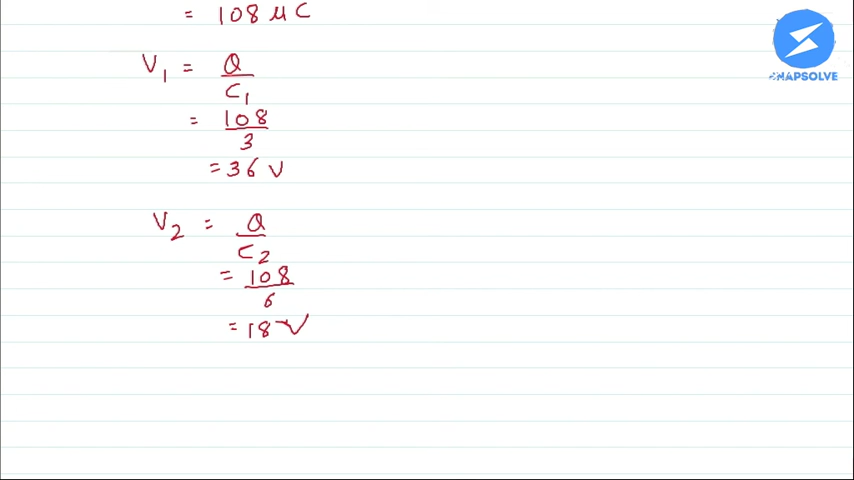 = 108 μC
SNAPSOLVE
V₁ = Q/C₁
= 108/3
= 36 V
V₂ = Q/C₂
= 108/6
= 18 V